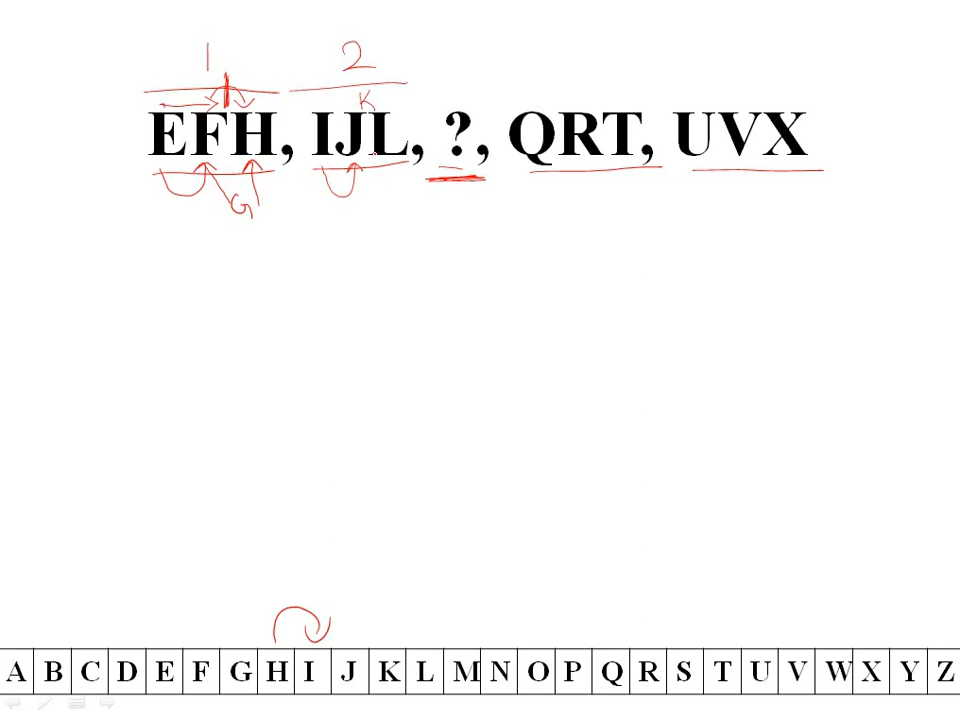 1 2
K
EFH, IJL, ?, QRT, UVX
G
A B C D E F G H I J K L M N O P Q R S T U V W X Y Z